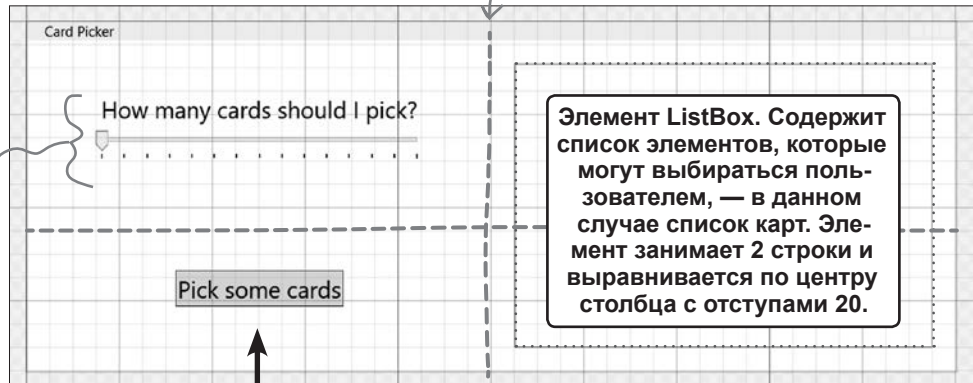 Card Picker
How many cards should I pick?
Pick some cards
Элемент ListBox. Содержит
список элементов, которые
могут выбираться поль-
зователем, — в данном
случае список карт. Эле-
мент занимает 2 строки и
выравнивается по центру
столбца с отступами 20.